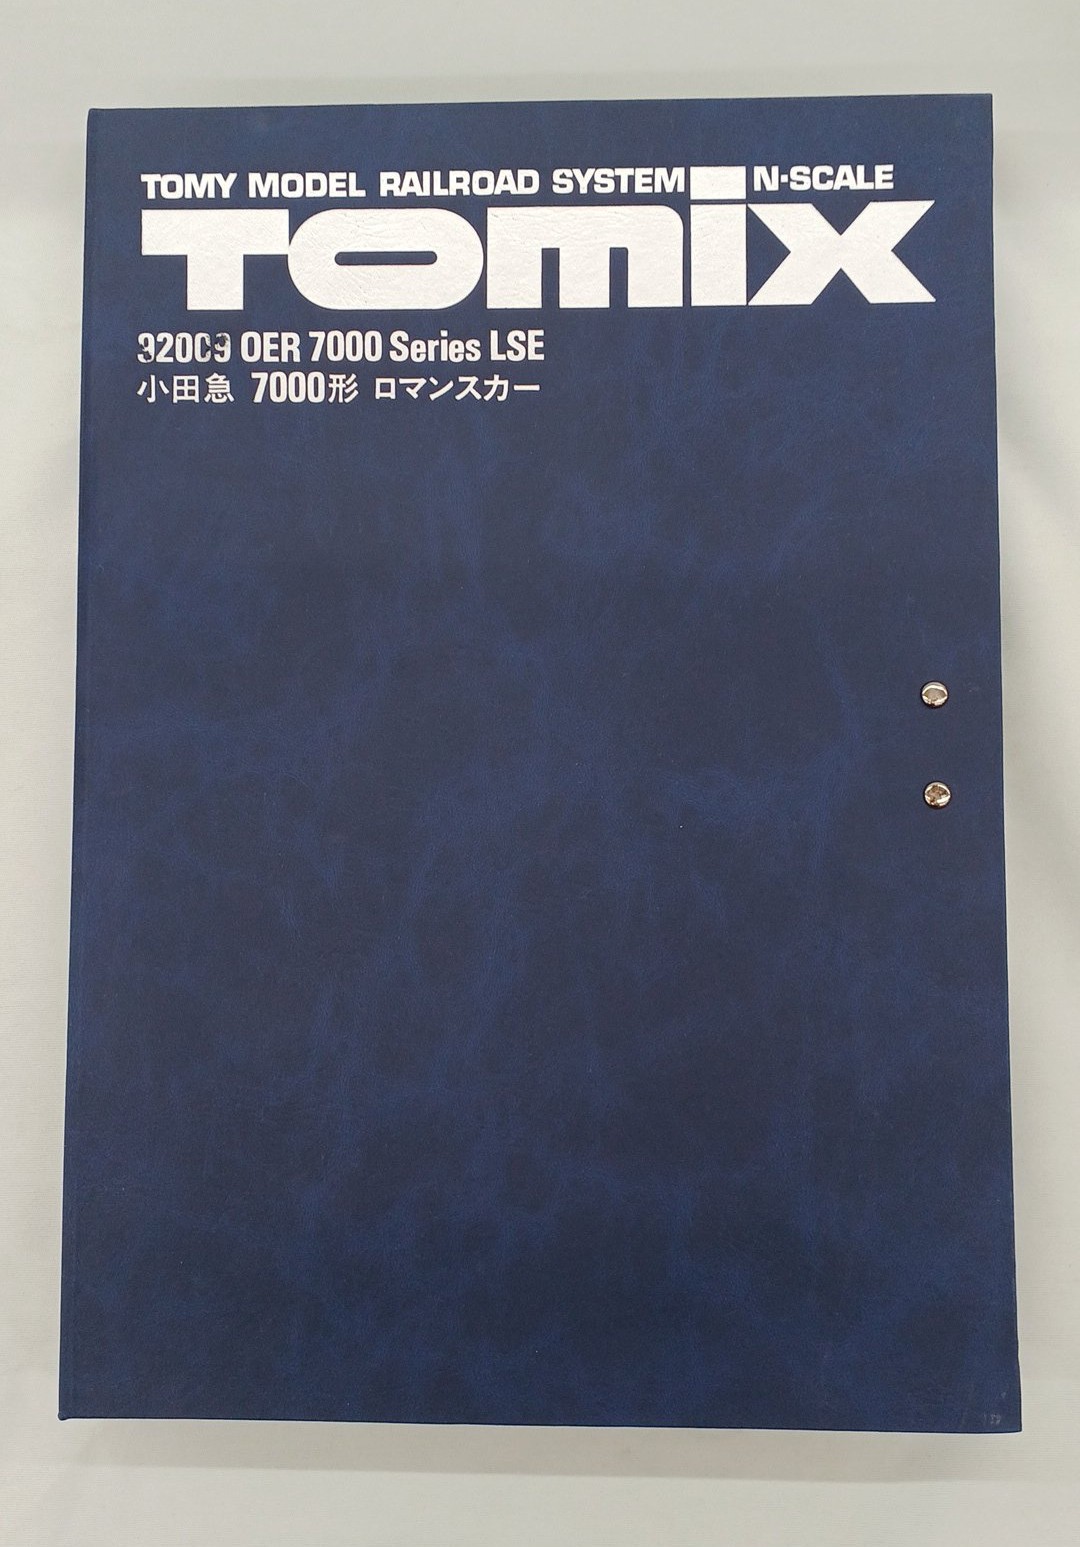 TOMY MODEL RAILROAD SYSTEM N·SCALE
TOMIX
92009 OER 7000 Series LSE
小田急 7000形 ロマンスカー